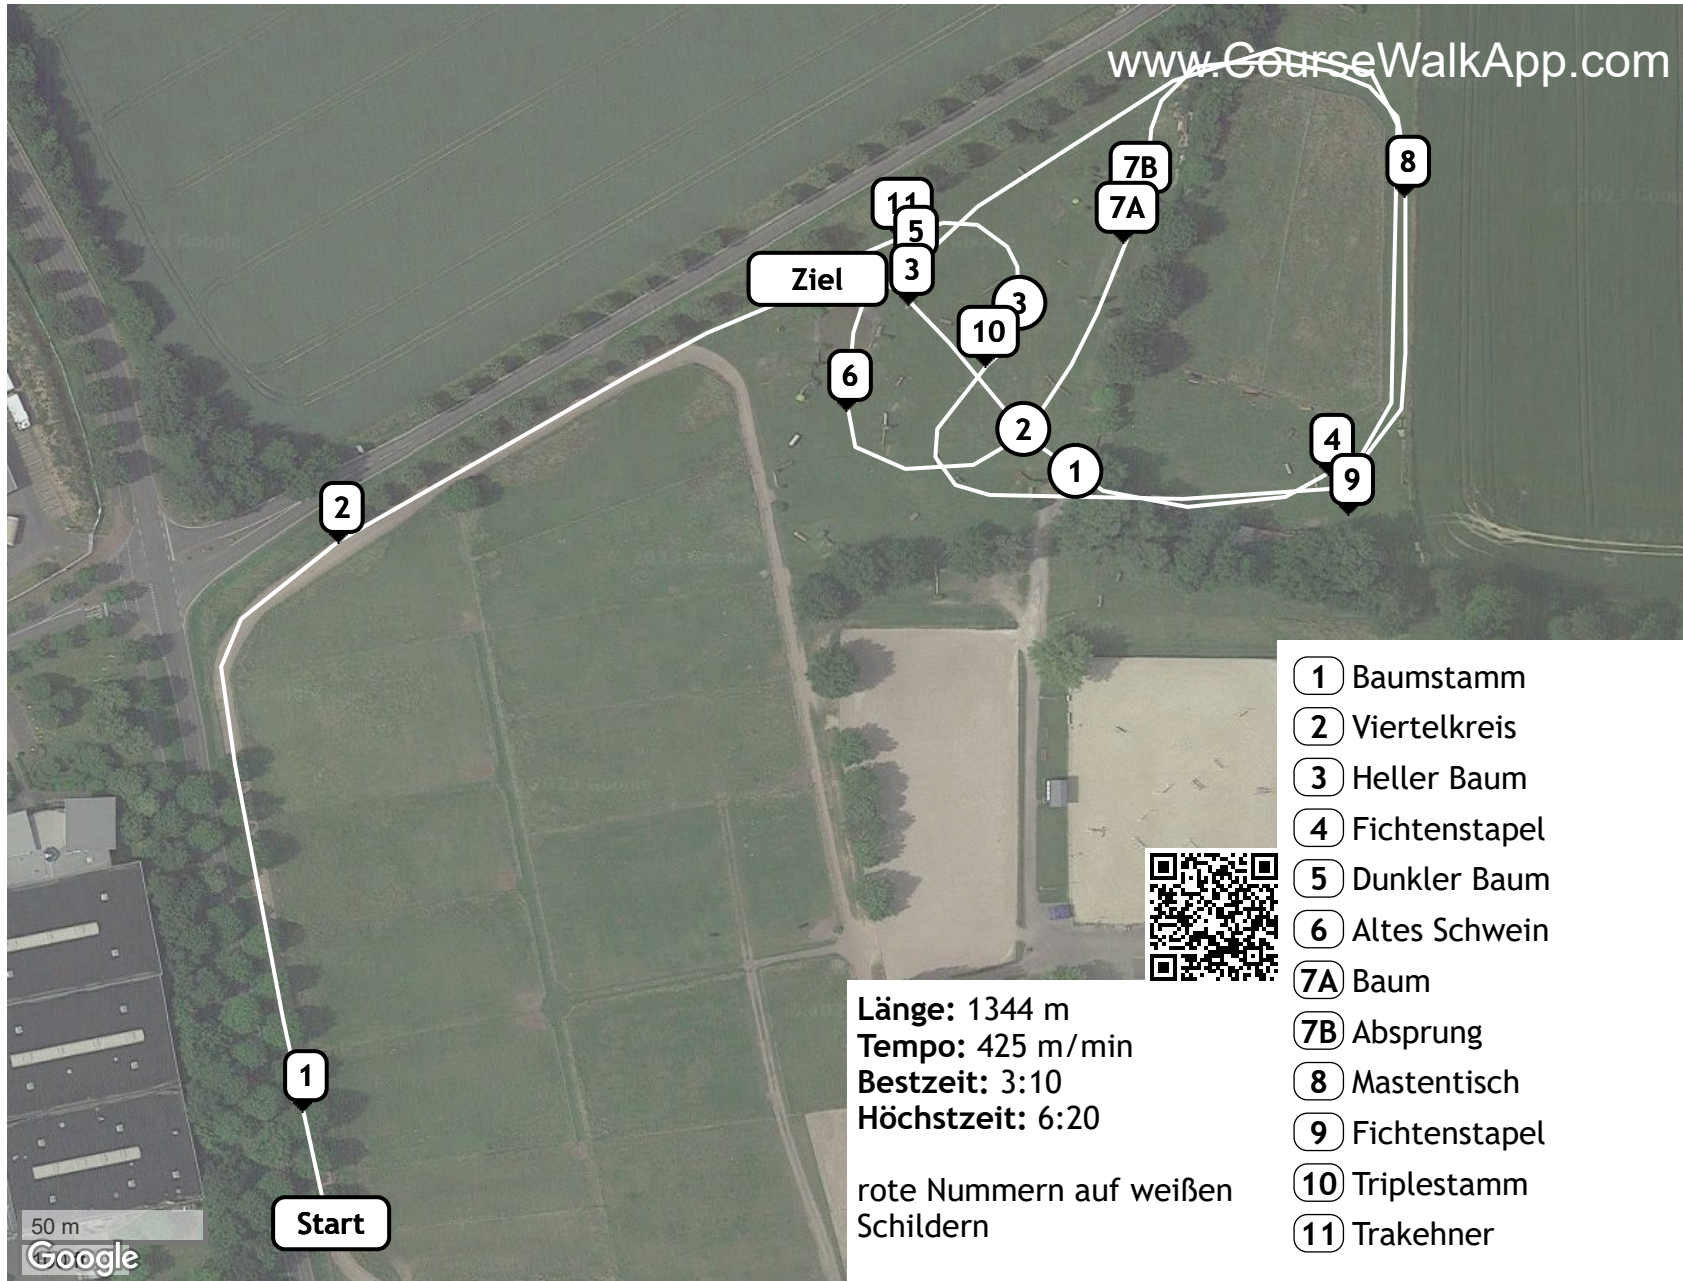 www.CourseWalkApp.com
7B
8
7A
11
5
3
Ziel
3
10
6
2
4
1
9
2
1 Baumstamm
2 Viertelkreis
3 Heller Baum
4 Fichtenstapel
5 Dunkler Baum
6 Altes Schwein
7A Baum
7B Absprung
8 Mastentisch
9 Fichtenstapel
10 Triplestamm
11 Trakehner
Länge: 1344 m
Tempo: 425 m/min
Bestzeit: 3:10
Höchstzeit: 6:20
rote Nummern auf weißen
Schildern
1
Start
50 m
Google